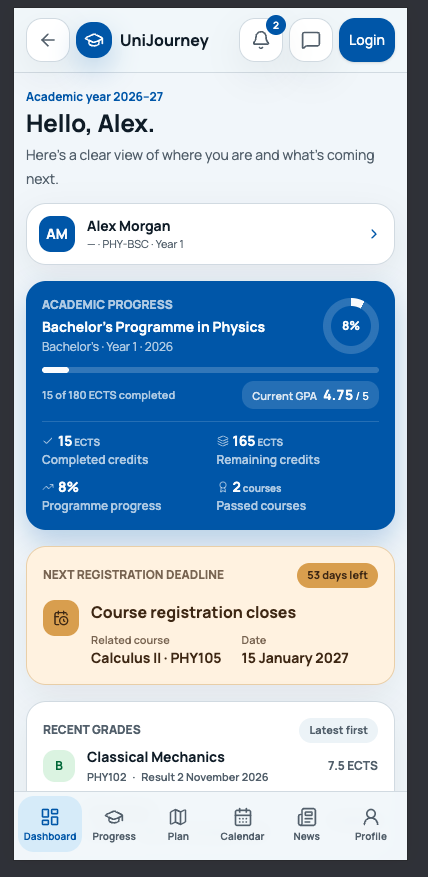 2
UniJourney
Login
Academic year 2026–27
Hello, Alex.
Here's a clear view of where you are and what's coming
next.
AM
Alex Morgan
— · PHY-BSC · Year 1
ACADEMIC PROGRESS
Bachelor's Programme in Physics
Bachelor's · Year 1 · 2026
8%
15 of 180 ECTS completed
Current GPA 4.75 / 5
15 ECTS
Completed credits
165 ECTS
Remaining credits
8%
Programme progress
2 courses
Passed courses
NEXT REGISTRATION DEADLINE
53 days left
Course registration closes
Related course
Calculus II · PHY105
Date
15 January 2027
RECENT GRADES
Latest first
B
Classical Mechanics
PHY102 · Result 2 November 2026
7.5 ECTS
Dashboard
Progress
Plan
Calendar
News
Profile